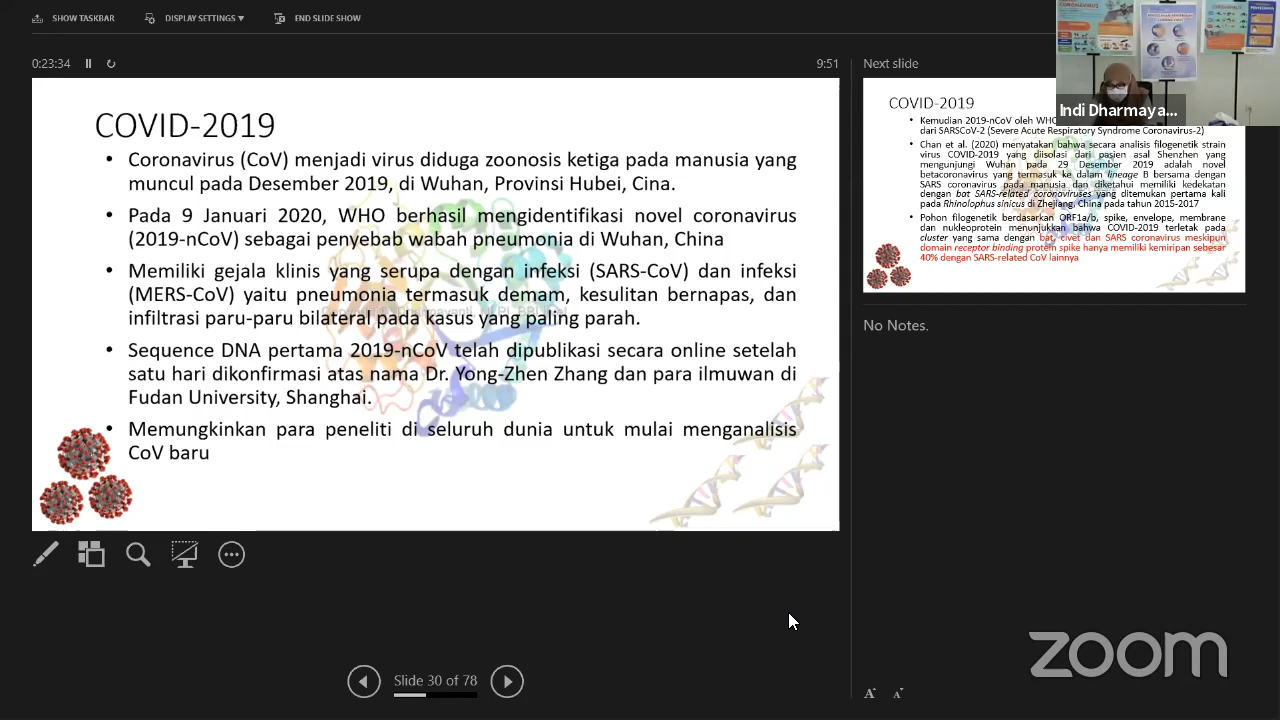 SHOW TASKBAR
DISPLAY SETTINGS ▾
END SLIDE SHOW
0:23:34
9:51
COVID-2019
• Coronavirus (CoV) menjadi virus diduga zoonosis ketiga pada manusia yang
muncul pada Desember 2019, di Wuhan, Provinsi Hubei, Cina.
• Pada 9 Januari 2020, WHO berhasil mengidentifikasi novel coronavirus
(2019-nCoV) sebagai penyebab wabah pneumonia di Wuhan, China
• Memiliki gejala klinis yang serupa dengan infeksi (SARS-CoV) dan infeksi
(MERS-CoV) yaitu pneumonia termasuk demam, kesulitan bernapas, dan
infiltrasi paru-paru bilateral pada kasus yang paling parah.
• Sequence DNA pertama 2019-nCoV telah dipublikasi secara online setelah
satu hari dikonfirmasi atas nama Dr. Yong-Zhen Zhang dan para ilmuwan di
Fudan University, Shanghai.
• Memungkinkan para peneliti di seluruh dunia untuk mulai menganalisis
CoV baru
Slide 30 of 78
Next slide
COVID-2019
• Kemudian 2019-nCoV oleh WHO
dari SARSCoV-2 (Severe Acute Respiratory Syndrome Coronavirus-2)
• Chan et al. (2020) menyatakan bahwa secara analisis filogenetik strain
virus COVID-2019 yang diisolasi dari pasien asal Shenzhen yang
mengunjungi Wuhan pada 29 Desember 2019 adalah novel
betacoronavirus yang termasuk ke dalam lineage B bersama dengan
SARS coronavirus pada manusia dan diketahui memiliki kedekatan
dengan bat SARS-related coronaviruses yang ditemukan pertama kali
pada Rhinolophus sinicus di Zhejiang, China pada tahun 2015-2017
• Pohon filogenetik berdasarkan ORF1a/b, spike, envelope, membrane
dan nukleoprotein menunjukkan bahwa COVID-2019 terletak pada
cluster yang sama dengan bat, civet dan SARS coronavirus meskipun
domain receptor binding protein spike hanya memiliki kemiripan sebesar
40% dengan SARS-related CoV lainnya
Indi Dharmaya...
No Notes.
A A
zoom